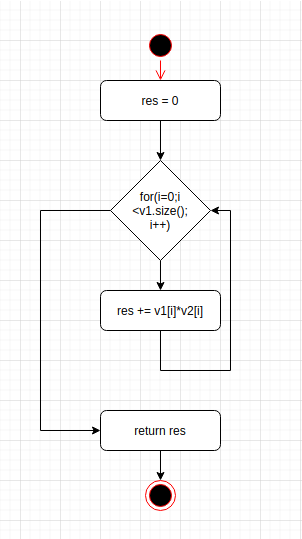 res = 0
for(i=0;i
<v1.size();
i++)
res += v1[i]*v2[i]
return res